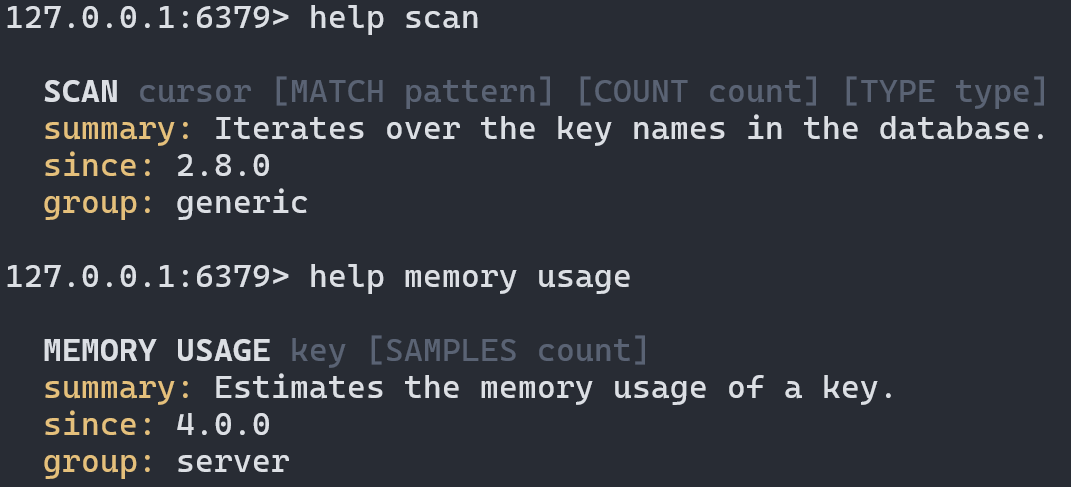 127.0.0.1:6379> help scan
SCAN cursor [MATCH pattern] [COUNT count] [TYPE type]
summary: Iterates over the key names in the database.
since: 2.8.0
group: generic
127.0.0.1:6379> help memory usage
MEMORY USAGE key [SAMPLES count]
summary: Estimates the memory usage of a key.
since: 4.0.0
group: server